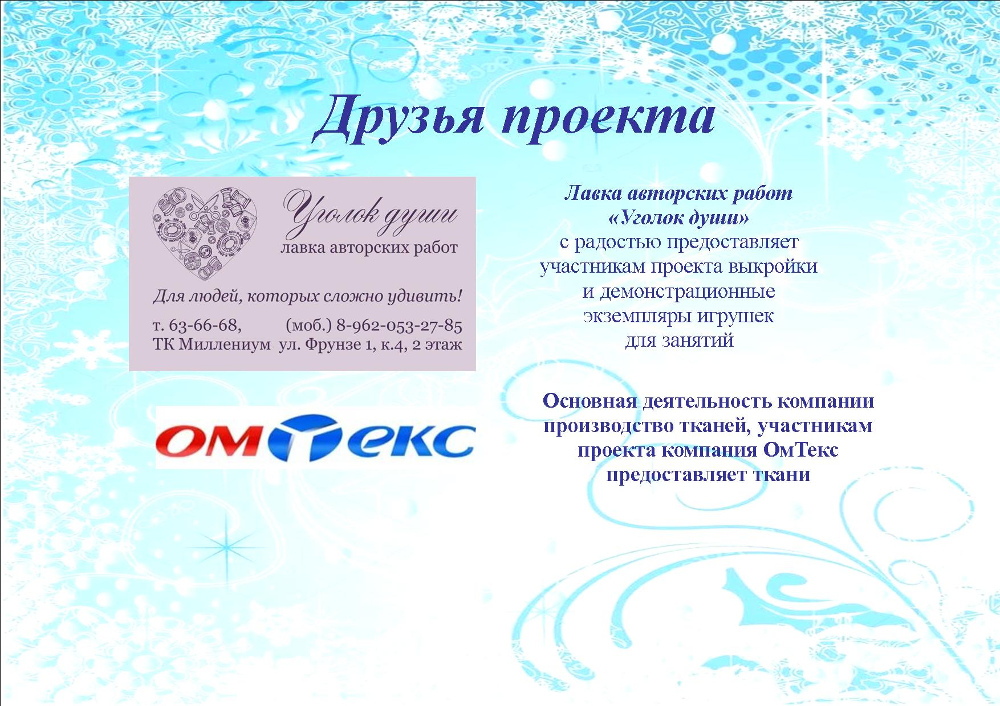 Друзья проекта
Уголок души
лавка авторских работ
Для людей, которых сложно удивить!
т. 63-66-68, (моб.) 8-962-053-27-85
ТК Миллениум ул. Фрунзе 1, к.4, 2 этаж
Лавка авторских работ
«Уголок души»
с радостью предоставляет
участникам проекта выкройки
и демонстрационные
экземпляры игрушек
для занятий
омТекс
Основная деятельность компании
производство тканей, участникам
проекта компания ОмТекс
предоставляет ткани